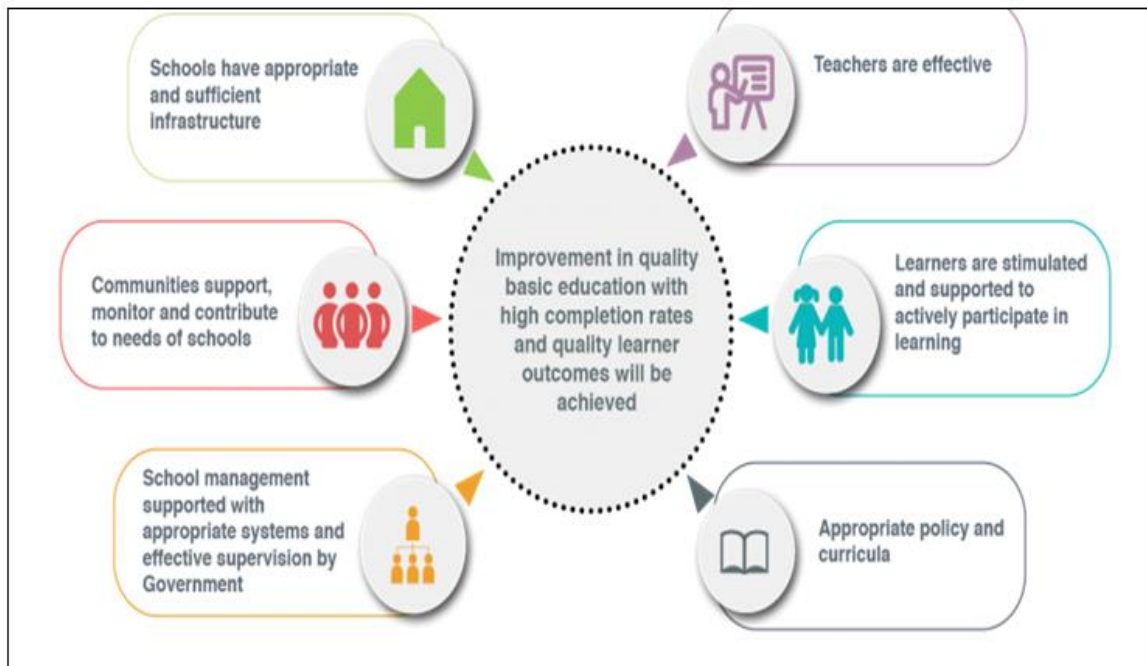 Schools have appropriate
and sufficient
infrastructure
Teachers are effective
Communities support,
monitor and contribute
to needs of schools
Improvement in quality
basic education with
high completion rates
and quality learner
outcomes will be
achieved
Learners are stimulated
and supported to
actively participate in
learning
School management
supported with
appropriate systems and
effective supervision by
Government
Appropriate policy and
curricula